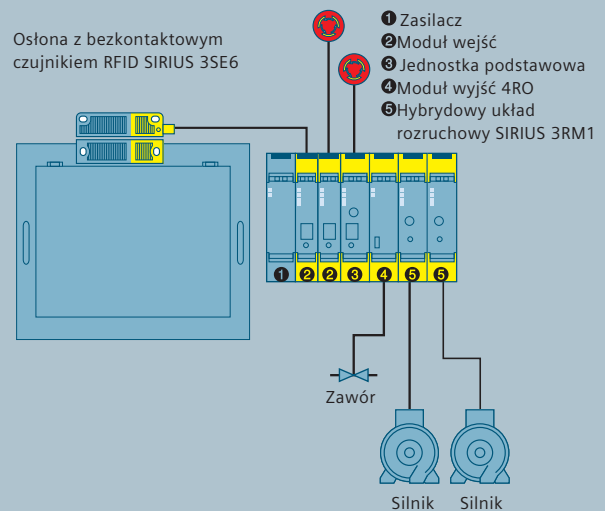 Osłona z bezkontaktowym
czujnikiem RFID SIRIUS 3SE6
❶ Zasilacz
❷ Moduł wejść
❸ Jednostka podstawowa
❹ Moduł wyjść 4RO
❺ Hybrydowy układ
rozruchowy SIRIUS 3RM1
❶ ❷ ❷ ❸ ❹ ❺ ❺
Zawór
Silnik Silnik